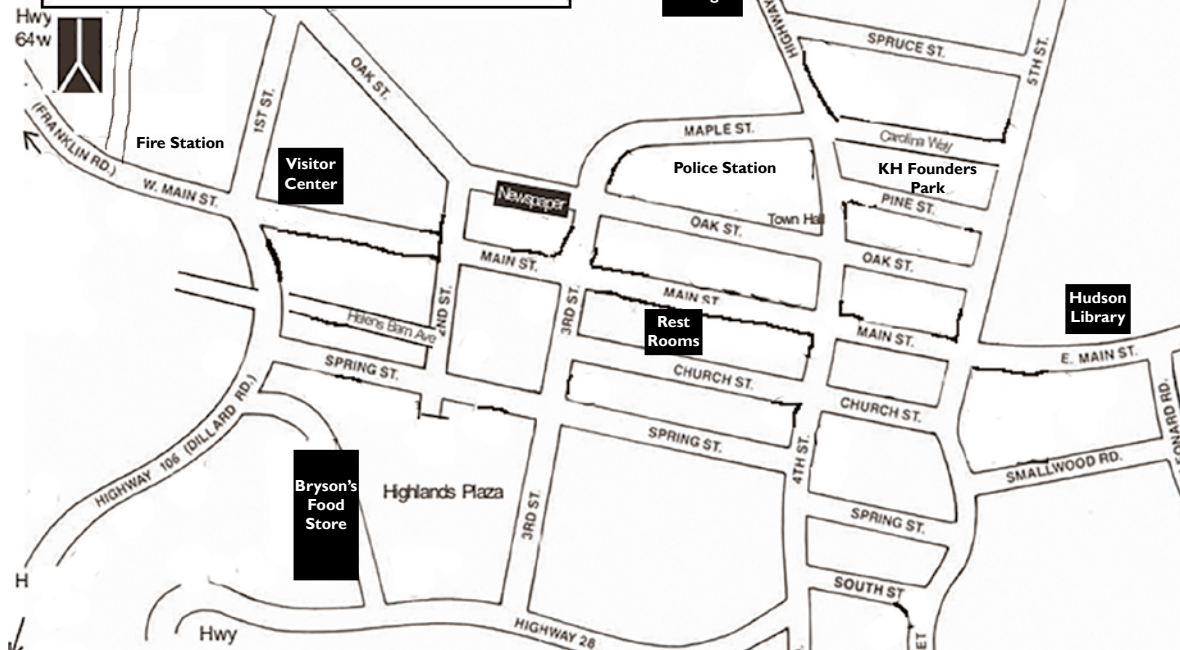 Hwy
64w
HIGHWAY
SPRUCE ST.
5TH ST.
OAK ST.
1ST ST.
(FRANKLIN RD.)
Fire Station
W. MAIN ST.
Visitor
Center
Newspaper
MAPLE ST.
Police Station
Carolina Way
KH Founders
Park
PINE ST.
OAK ST.
Town Hall
OAK ST.
MAIN ST.
2ND ST.
3RD ST.
MAIN ST.
Rest
Rooms
MAIN ST.
Hudson
Library
E. MAIN ST.
Helens Barn Ave
SPRING ST.
CHURCH ST.
CHURCH ST.
SPRING ST.
4TH ST.
SMALLWOOD RD.
HIGHWAY 106 (DILLARD RD.)
Bryson's
Food
Store
Highlands Plaza
3RD ST.
SPRING ST.
SOUTH ST
H
Hwy
HIGHWAY 28